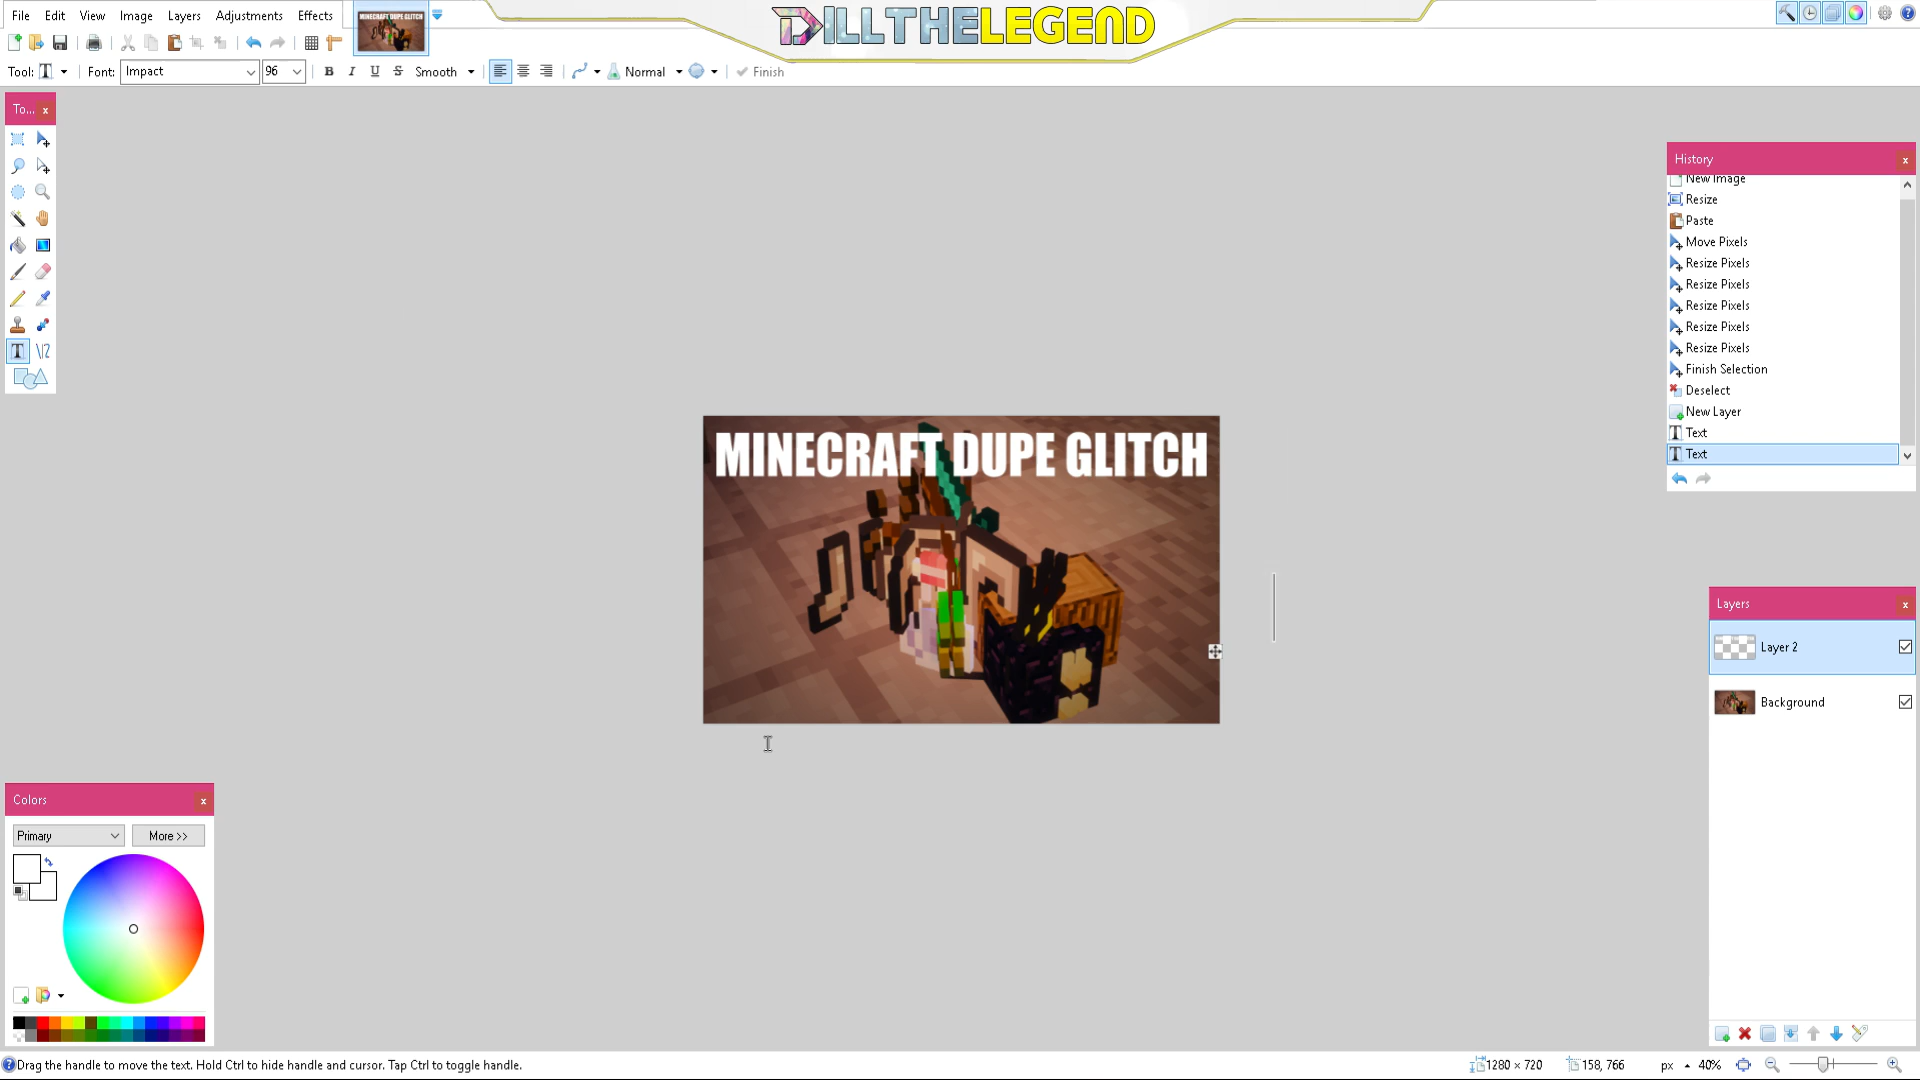 File Edit View Image Layers Adjustments Effects
DILLTHELEGEND
Tool: T Font: Impact 96 B I U S Smooth Normal Finish
To...
History
New Image
Resize
Paste
Move Pixels
Resize Pixels
Resize Pixels
Resize Pixels
Resize Pixels
Resize Pixels
Finish Selection
Deselect
New Layer
Text
Text
MINECRAFT DUPE GLITCH
MINECRAFT DUPE GLITCH
Layers
Layer 2
Background
Colors
Primary More >>
Drag the handle to move the text. Hold Ctrl to hide handle and cursor. Tap Ctrl to toggle handle. 1280 × 720 158, 766 px 40%